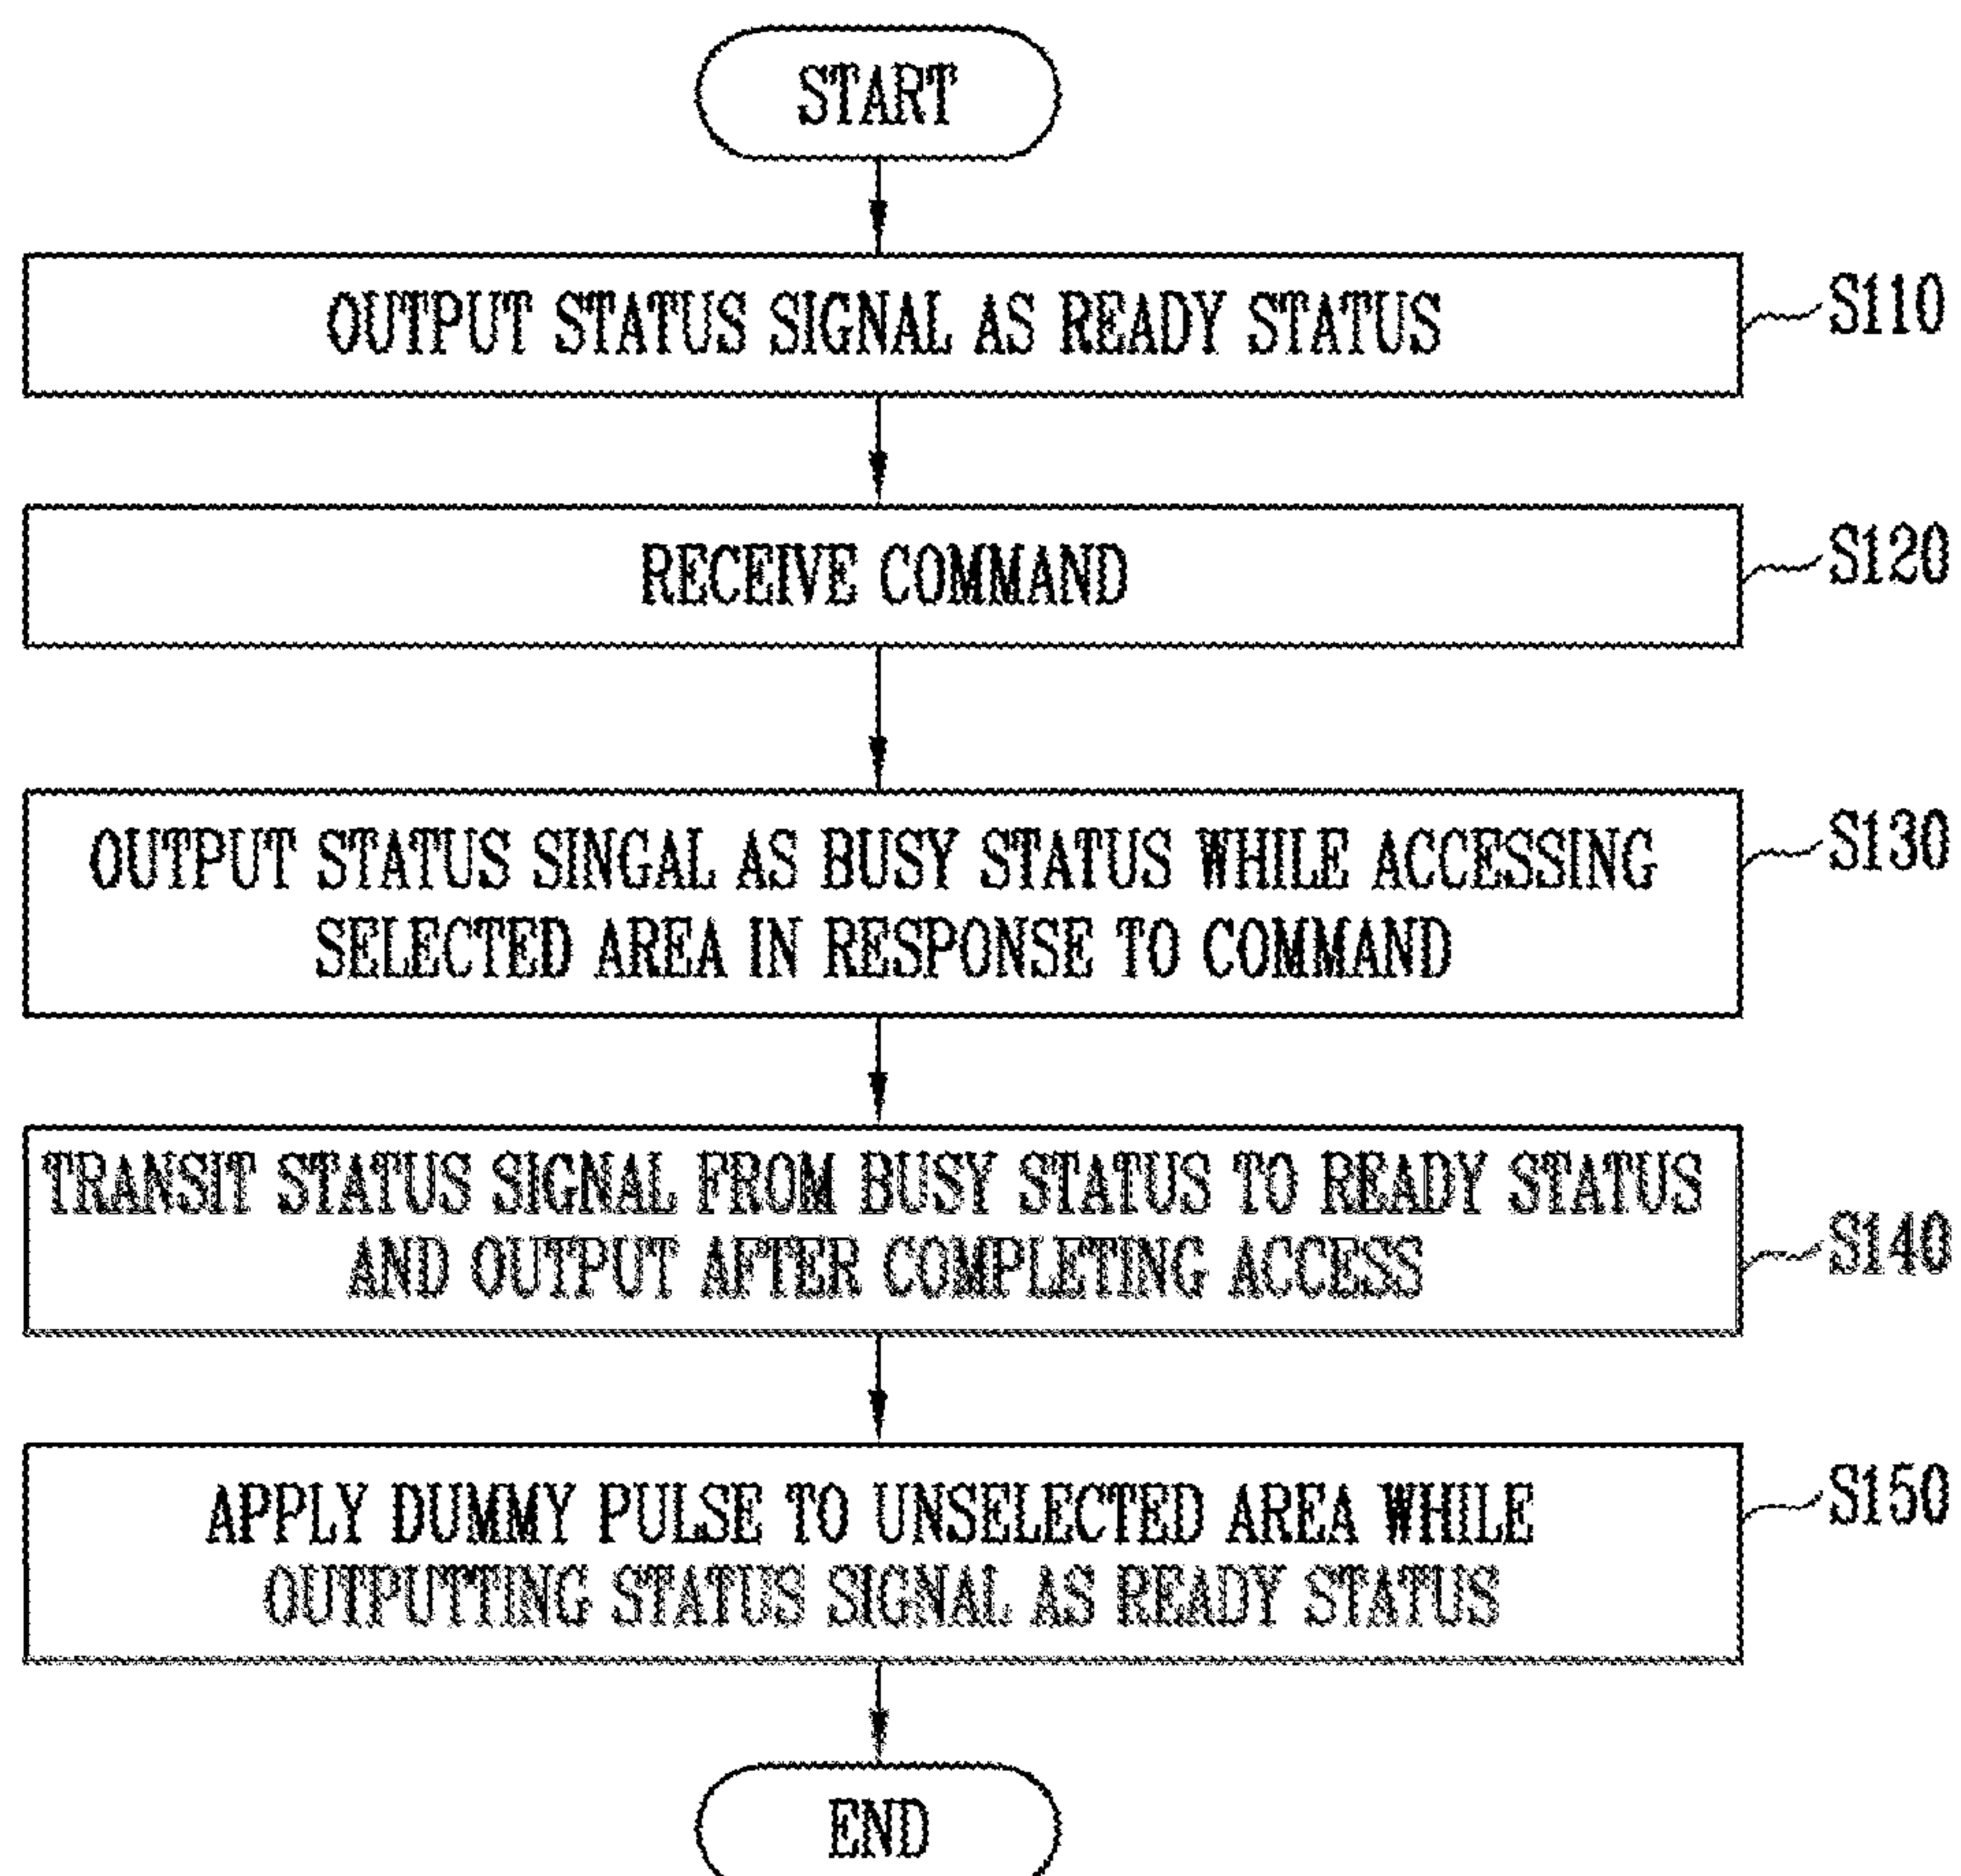 START
OUTPUT STATUS SIGNAL AS READY STATUS
S110
RECEIVE COMMAND
S120
OUTPUT STATUS SINGAL AS BUSY STATUS WHILE ACCESSING
SELECTED AREA IN RESPONSE TO COMMAND
S130
TRANSIT STATUS SIGNAL FROM BUSY STATUS TO READY STATUS
AND OUTPUT AFTER COMPLETING ACCESS
S140
APPLY DUMMY PULSE TO UNSELECTED AREA WHILE
OUTPUTTING STATUS SIGNAL AS READY STATUS
S150
END